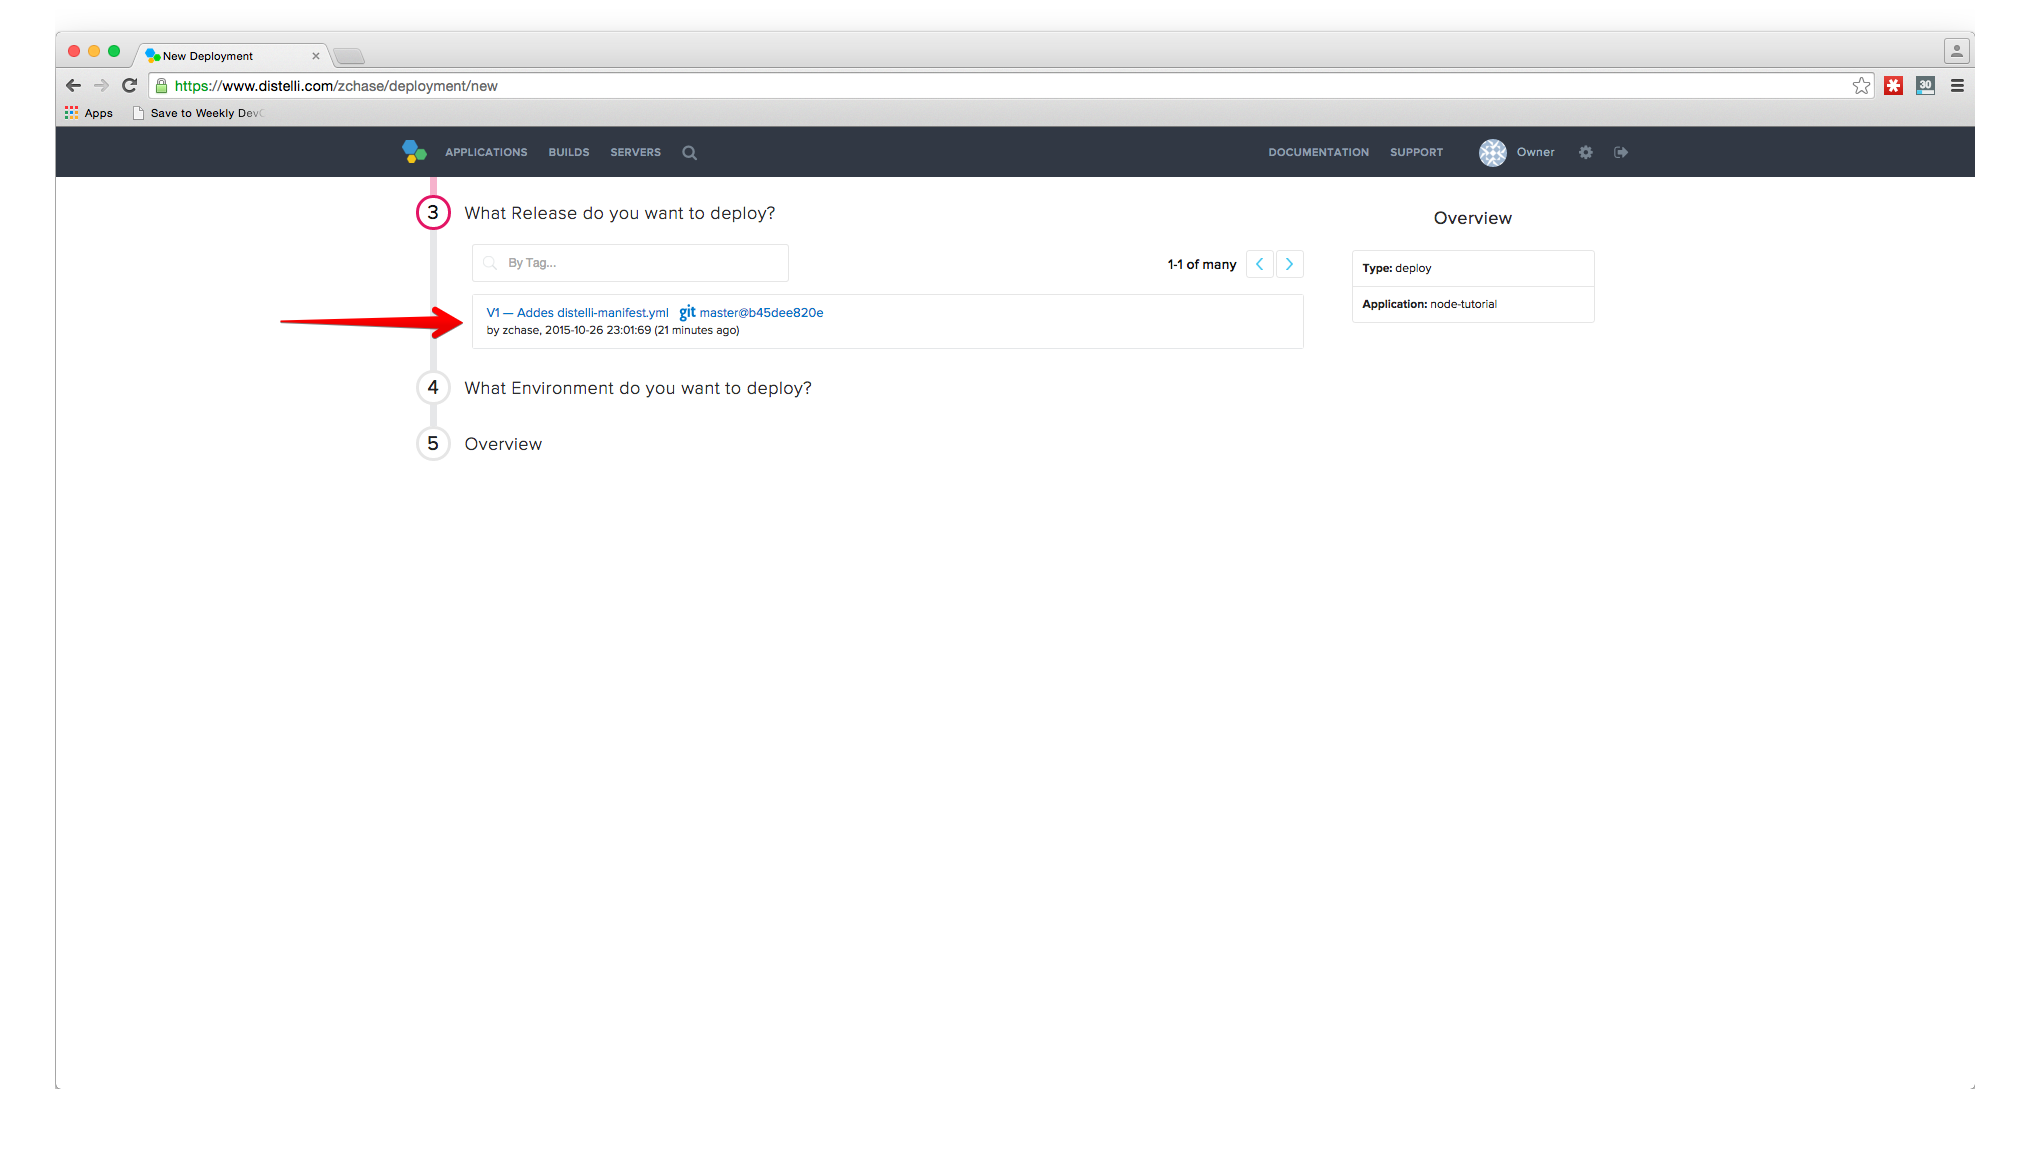 New Deployment
https://www.distelli.com/zchase/deployment/new
30
Apps Save to Weekly Dev
APPLICATIONS BUILDS SERVERS DOCUMENTATION SUPPORT Owner
3 What Release do you want to deploy?
Overview
By Tag...
1-1 of many
Type: deploy
Application: node-tutorial
V1 — Addes distelli-manifest.yml git master@b45dee820e
by zchase, 2015-10-26 23:01:69 (21 minutes ago)
4 What Environment do you want to deploy?
5 Overview